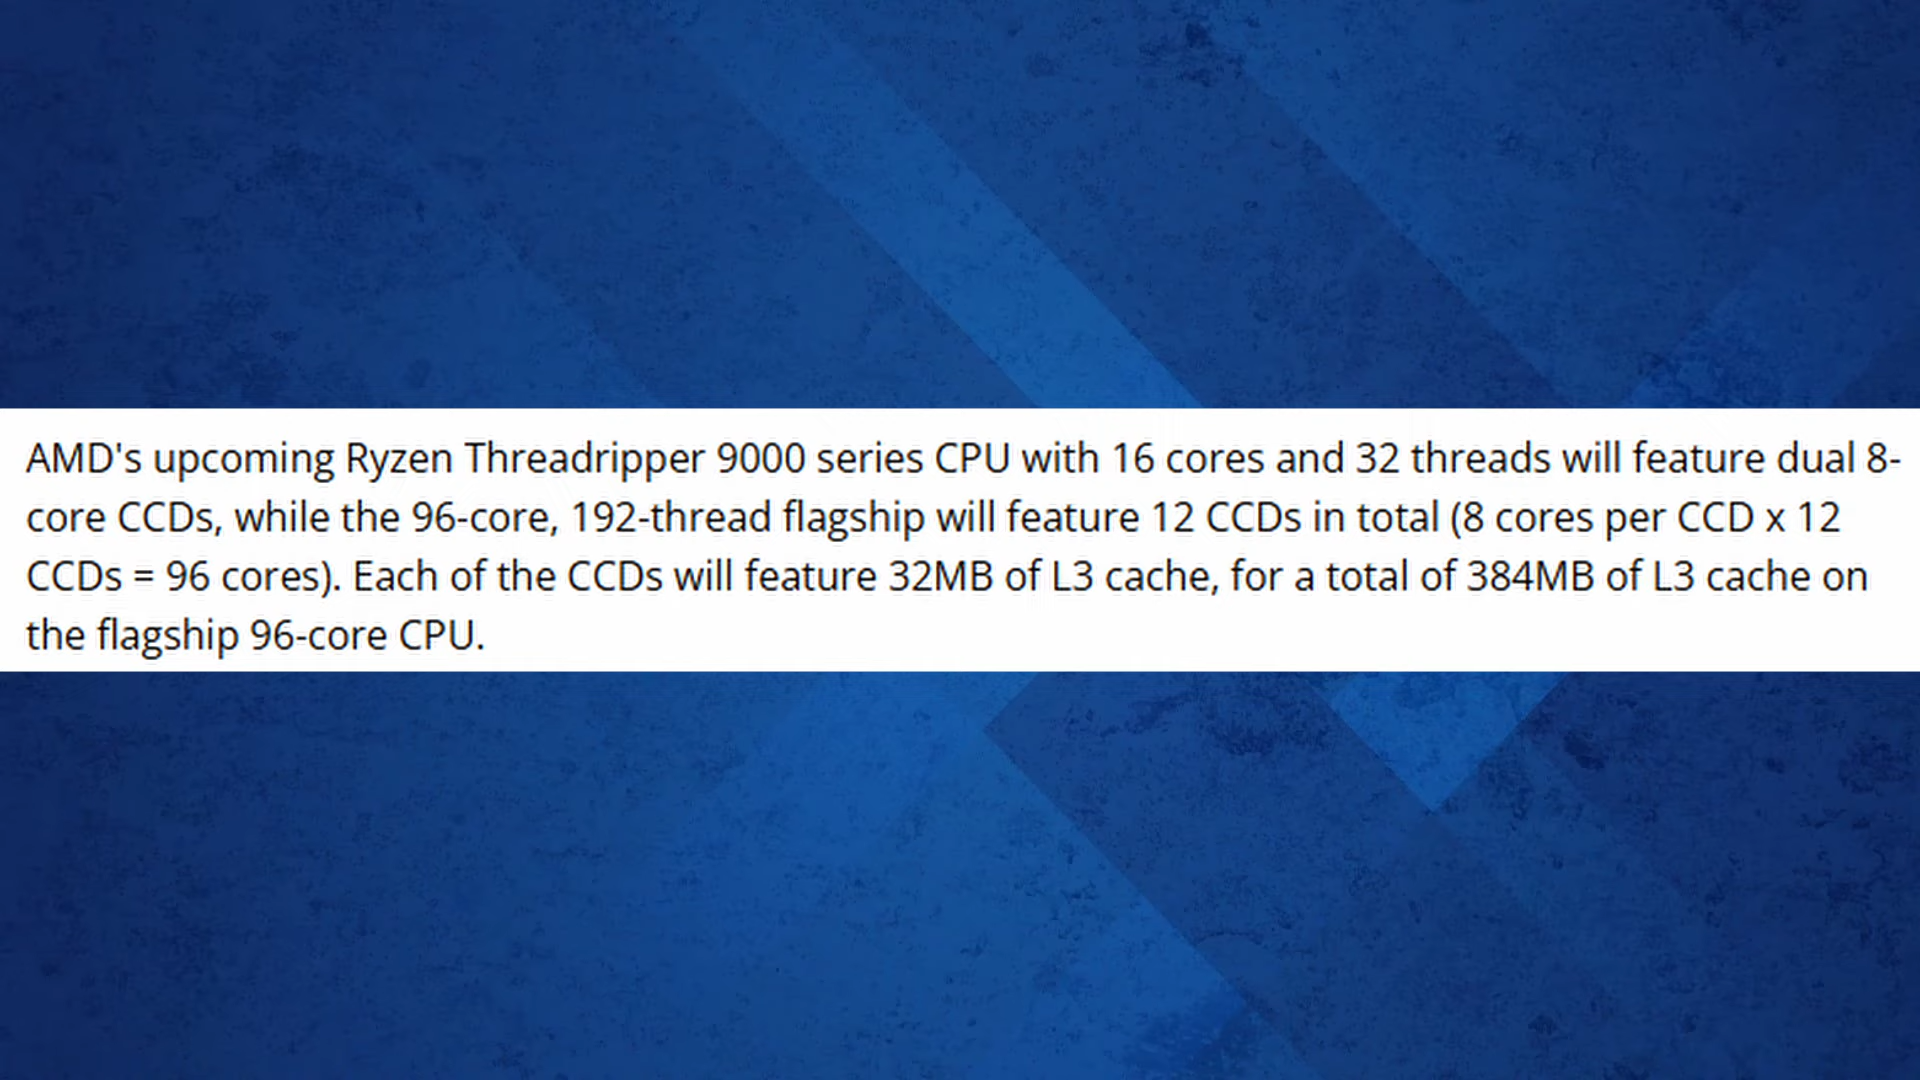 AMD's upcoming Ryzen Threadripper 9000 series CPU with 16 cores and 32 threads will feature dual 8-
core CCDs, while the 96-core, 192-thread flagship will feature 12 CCDs in total (8 cores per CCD x 12
CCDs = 96 cores). Each of the CCDs will feature 32MB of L3 cache, for a total of 384MB of L3 cache on
the flagship 96-core CPU.